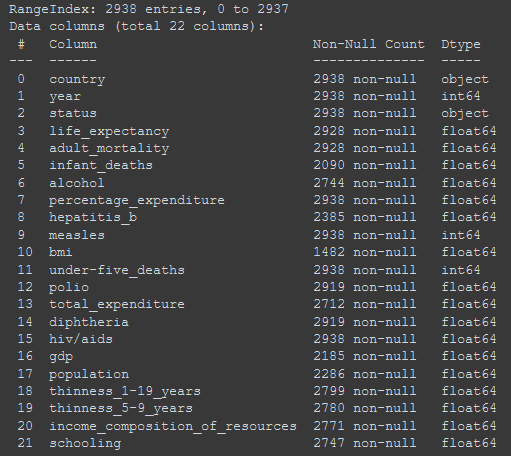 RangeIndex: 2938 entries, 0 to 2937
Data columns (total 22 columns):
 #   Column                           Non-Null Count  Dtype
---  ------                           --------------  -----
 0   country                          2938 non-null   object
 1   year                             2938 non-null   int64
 2   status                           2938 non-null   object
 3   life_expectancy                  2928 non-null   float64
 4   adult_mortality                  2928 non-null   float64
 5   infant_deaths                    2090 non-null   float64
 6   alcohol                          2744 non-null   float64
 7   percentage_expenditure           2938 non-null   float64
 8   hepatitis_b                      2385 non-null   float64
 9   measles                          2938 non-null   int64
 10  bmi                              1482 non-null   float64
 11  under-five_deaths                2938 non-null   int64
 12  polio                            2919 non-null   float64
 13  total_expenditure                2712 non-null   float64
 14  diphtheria                       2919 non-null   float64
 15  hiv/aids                         2938 non-null   float64
 16  gdp                              2185 non-null   float64
 17  population                       2286 non-null   float64
 18  thinness_1-19_years              2799 non-null   float64
 19  thinness_5-9_years               2780 non-null   float64
 20  income_composition_of_resources  2771 non-null   float64
 21  schooling                        2747 non-null   float64